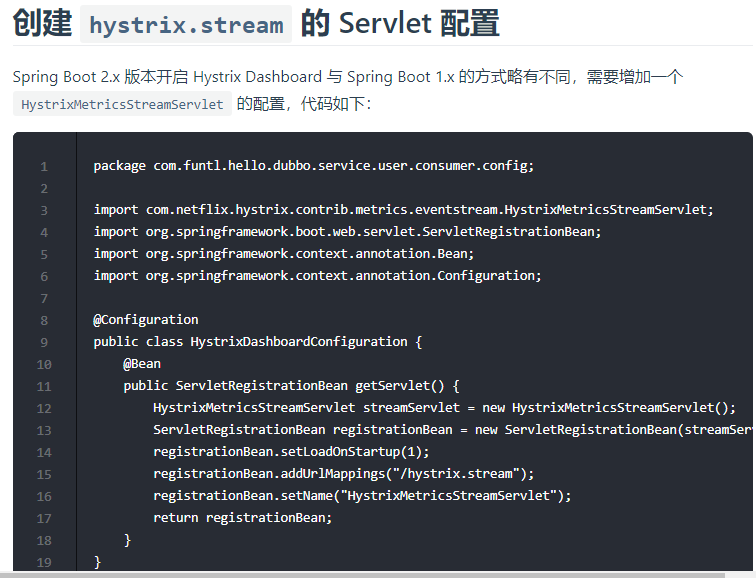 创建 hystrix.stream 的 Servlet 配置
Spring Boot 2.x 版本开启 Hystrix Dashboard 与 Spring Boot 1.x 的方式略有不同，需要增加一个
HystrixMetricsStreamServlet 的配置，代码如下：
1 package com.funtl.hello.dubbo.service.user.consumer.config;
2
3 import com.netflix.hystrix.contrib.metrics.eventstream.HystrixMetricsStreamServlet;
4 import org.springframework.boot.web.servlet.ServletRegistrationBean;
5 import org.springframework.context.annotation.Bean;
6 import org.springframework.context.annotation.Configuration;
7
8 @Configuration
9 public class HystrixDashboardConfiguration {
10     @Bean
11     public ServletRegistrationBean getServlet() {
12         HystrixMetricsStreamServlet streamServlet = new HystrixMetricsStreamServlet();
13         ServletRegistrationBean registrationBean = new ServletRegistrationBean(streamSer
14         registrationBean.setLoadOnStartup(1);
15         registrationBean.addUrlMappings("/hystrix.stream");
16         registrationBean.setName("HystrixMetricsStreamServlet");
17         return registrationBean;
18     }
19 }